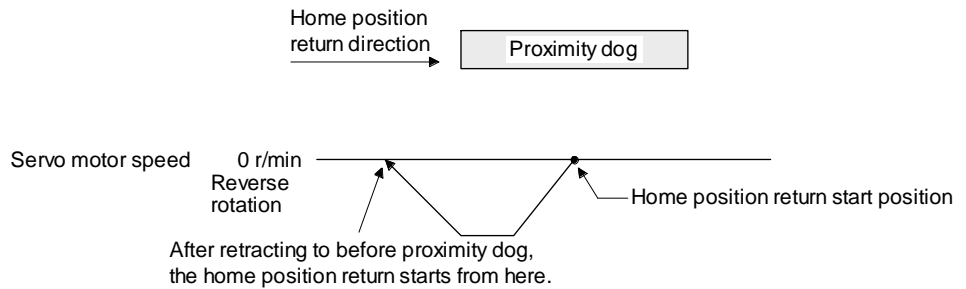 Home position
return direction
Proximity dog
Servo motor speed 0 r/min
Reverse
rotation
Home position return start position
After retracting to before proximity dog,
the home position return starts from here.